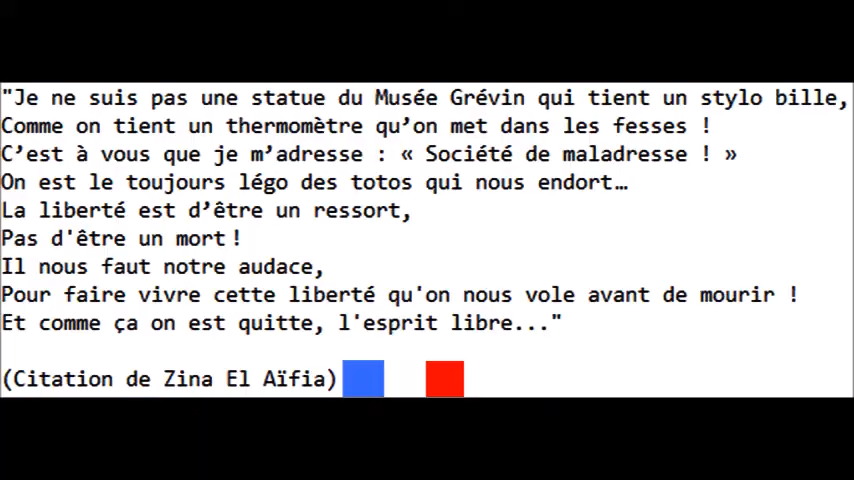 "Je ne suis pas une statue du Musée Grévin qui tient un stylo bille,
Comme on tient un thermomètre qu’on met dans les fesses !
C’est à vous que je m’adresse : « Société de maladresse ! »
On est le toujours légo des totos qui nous endort…
La liberté est d’être un ressort,
Pas d'être un mort !
Il nous faut notre audace,
Pour faire vivre cette liberté qu'on nous vole avant de mourir !
Et comme ça on est quitte, l'esprit libre..."
(Citation de Zina El Aïfia)